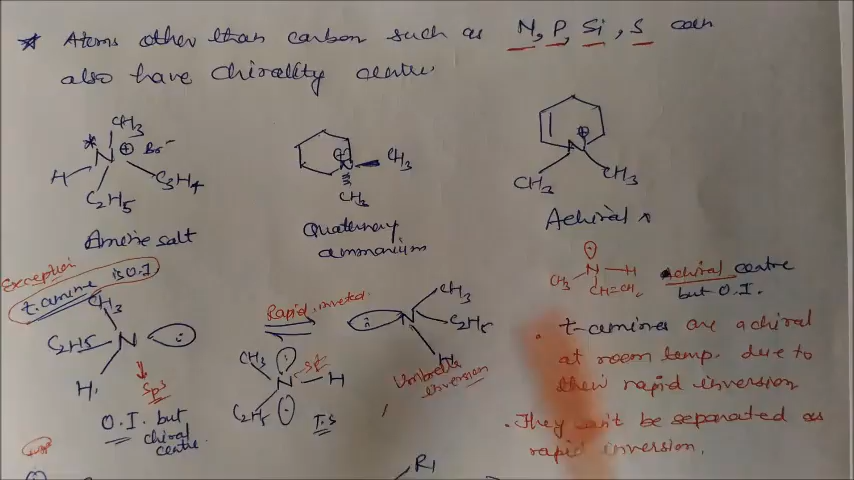 * Atoms other than carbon such as N, P, Si, S can
also have chirality centre
CH3
* N ⊕ Br-
H
C2H5
C3H7
Amine salt
N
CH3
CH3
Quaternary
ammonium
N ⊕
CH3
CH3
Achiral
Exception
t. amine is O.I
CH3
C2H5
N
H
sp3
O.I. but
chiral
centre.
Rapid
CH3
N
H
C2H5
T.S
N
CH3
C2H5
H
Umbrella
inversion
CH3
N
H
CH=CH2
centre
but O.I.
. t-amines are achiral
at room temp. due to
their rapid inversion
. They can't be separated as
rapid inversion.
R1